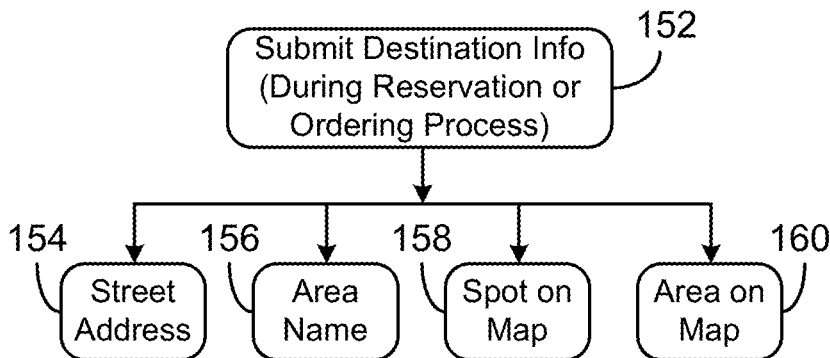 Submit Destination Info
(During Reservation or
Ordering Process)
152
154
Street
Address
156
Area
Name
158
Spot on
Map
Area on
Map
160